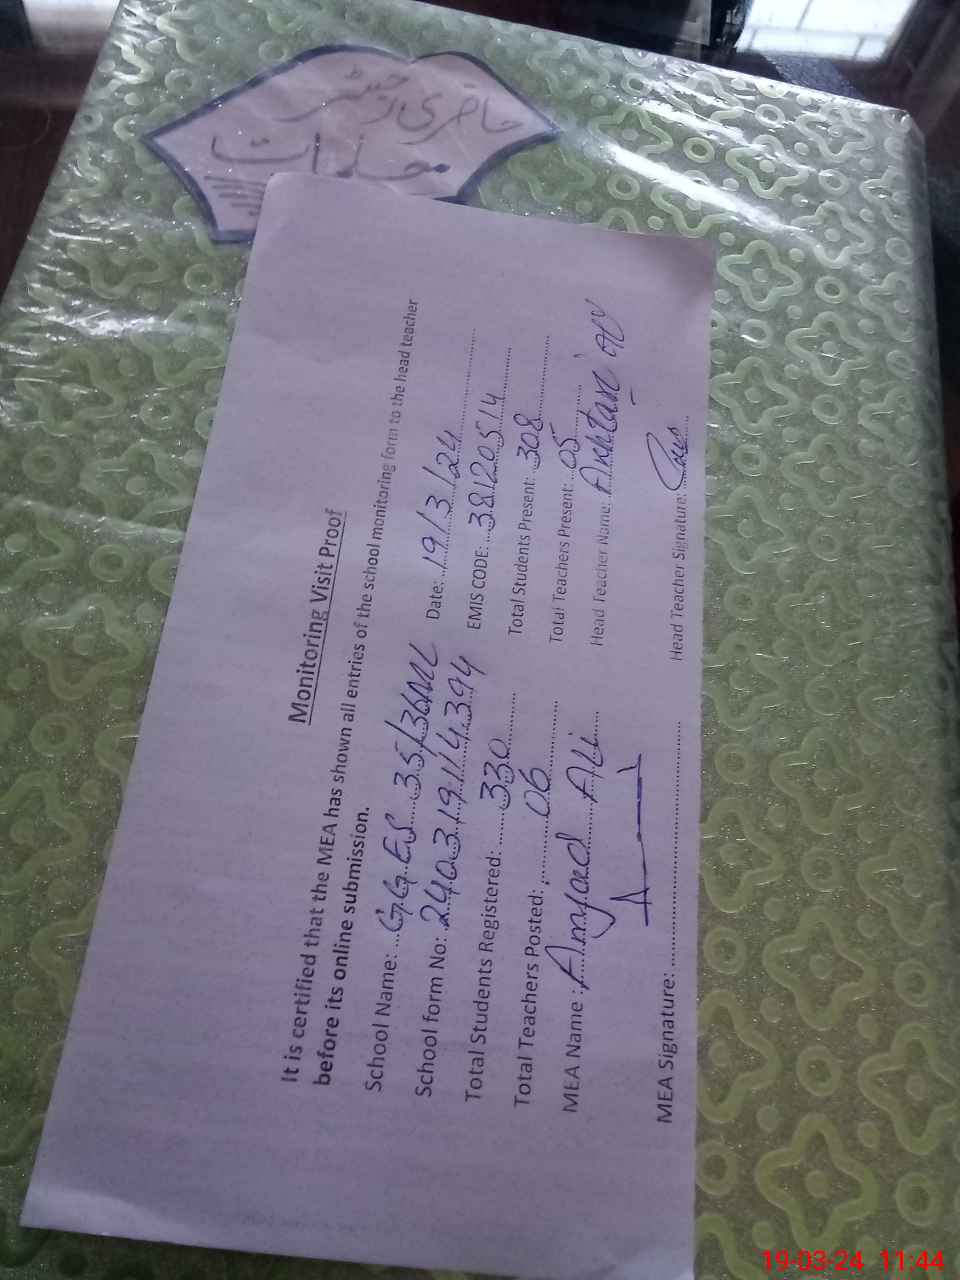 حاضری رجسٹر
معلمات
Monitoring Visit Proof
It is certified that the MEA has shown all entries of the school monitoring form to the head teacher
before its online submission.
School Name: GGES 35/36NL Date: 19/3/24
School form No: 240319114394 EMIS CODE: 38120514
Total Students Registered: 330 Total Students Present: 308
Total Teachers Posted: 06 Total Teachers Present: 05
MEA Name: Amjad Ali Head Teacher Name: Akhtari
MEA Signature: Head Teacher Signature:
19-03-24 11:44